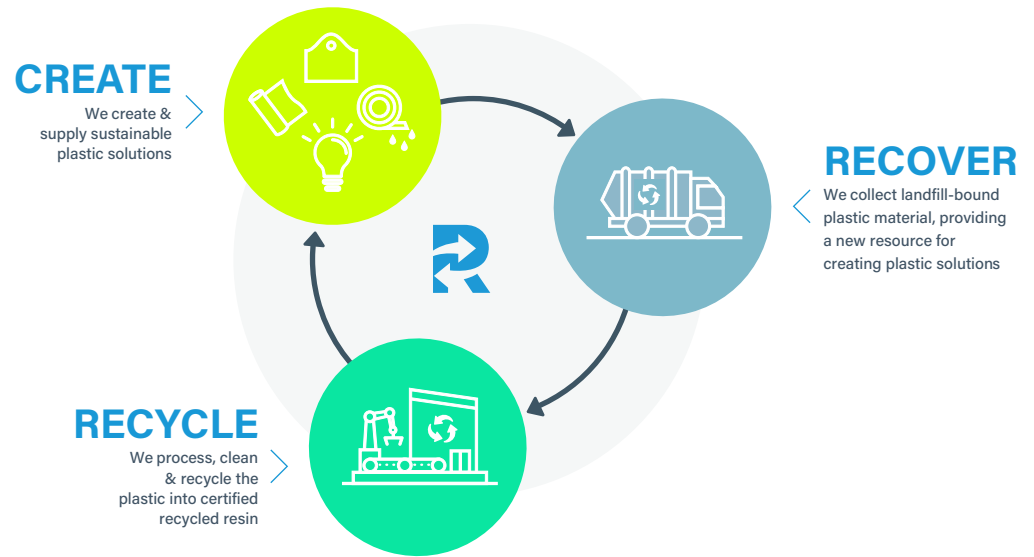 CREATE
We create &
supply sustainable
plastic solutions
RECOVER
We collect landfill-bound
plastic material, providing
a new resource for
creating plastic solutions
R
RECYCLE
We process, clean
& recycle the
plastic into certified
recycled resin